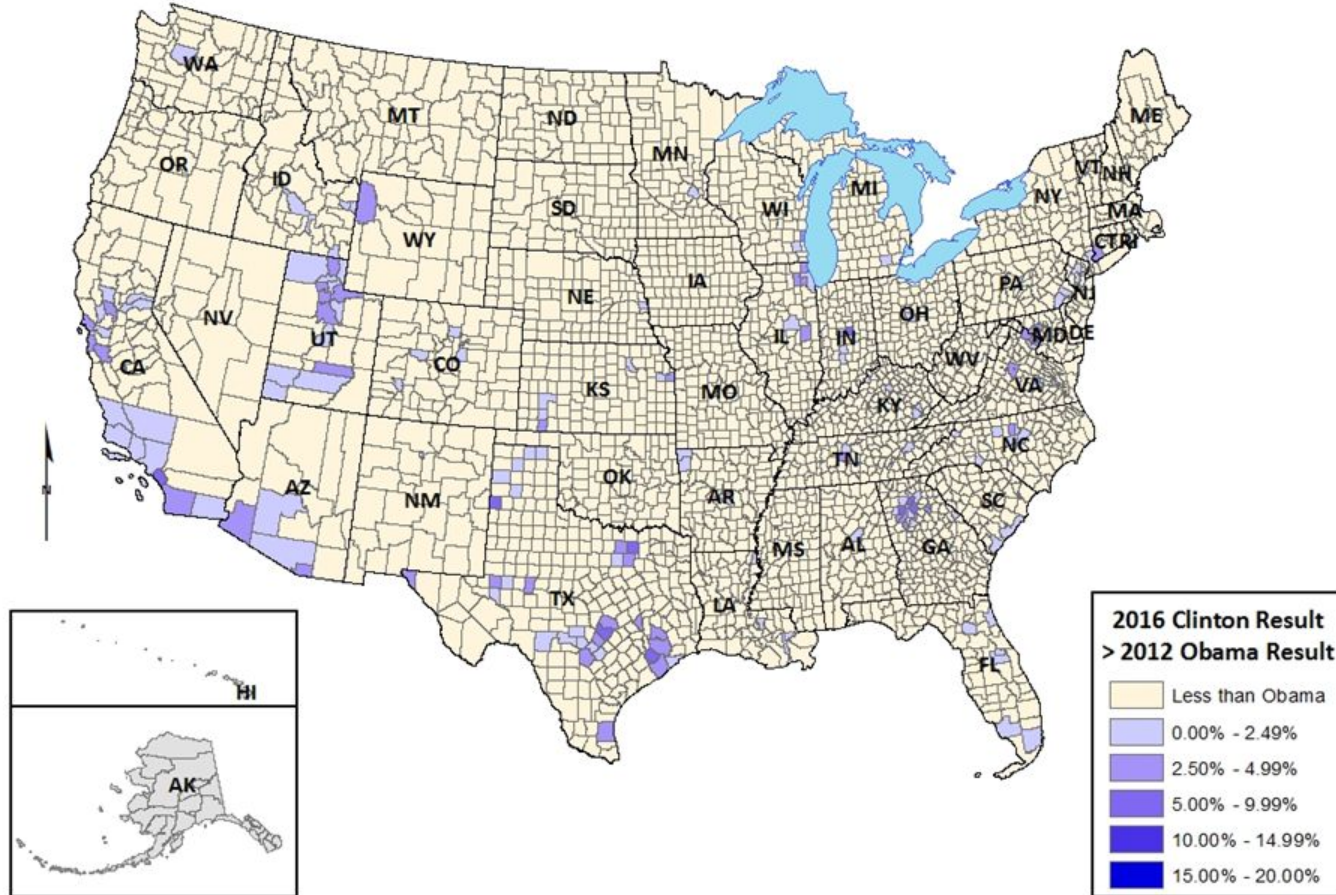 WA
MT
ND
ME
OR
ID
MN
VT
NH
SD
WI
MI
NY
MA
WY
CT
RI
IA
PA
NV
NE
NJ
UT
IL
IN
OH
MD
DE
CA
CO
WV
KS
MO
VA
KY
NC
TN
AZ
NM
OK
AR
SC
N
MS
AL
GA
TX
LA
FL
HI
AK
2016 Clinton Result
> 2012 Obama Result
Less than Obama
0.00% - 2.49%
2.50% - 4.99%
5.00% - 9.99%
10.00% - 14.99%
15.00% - 20.00%